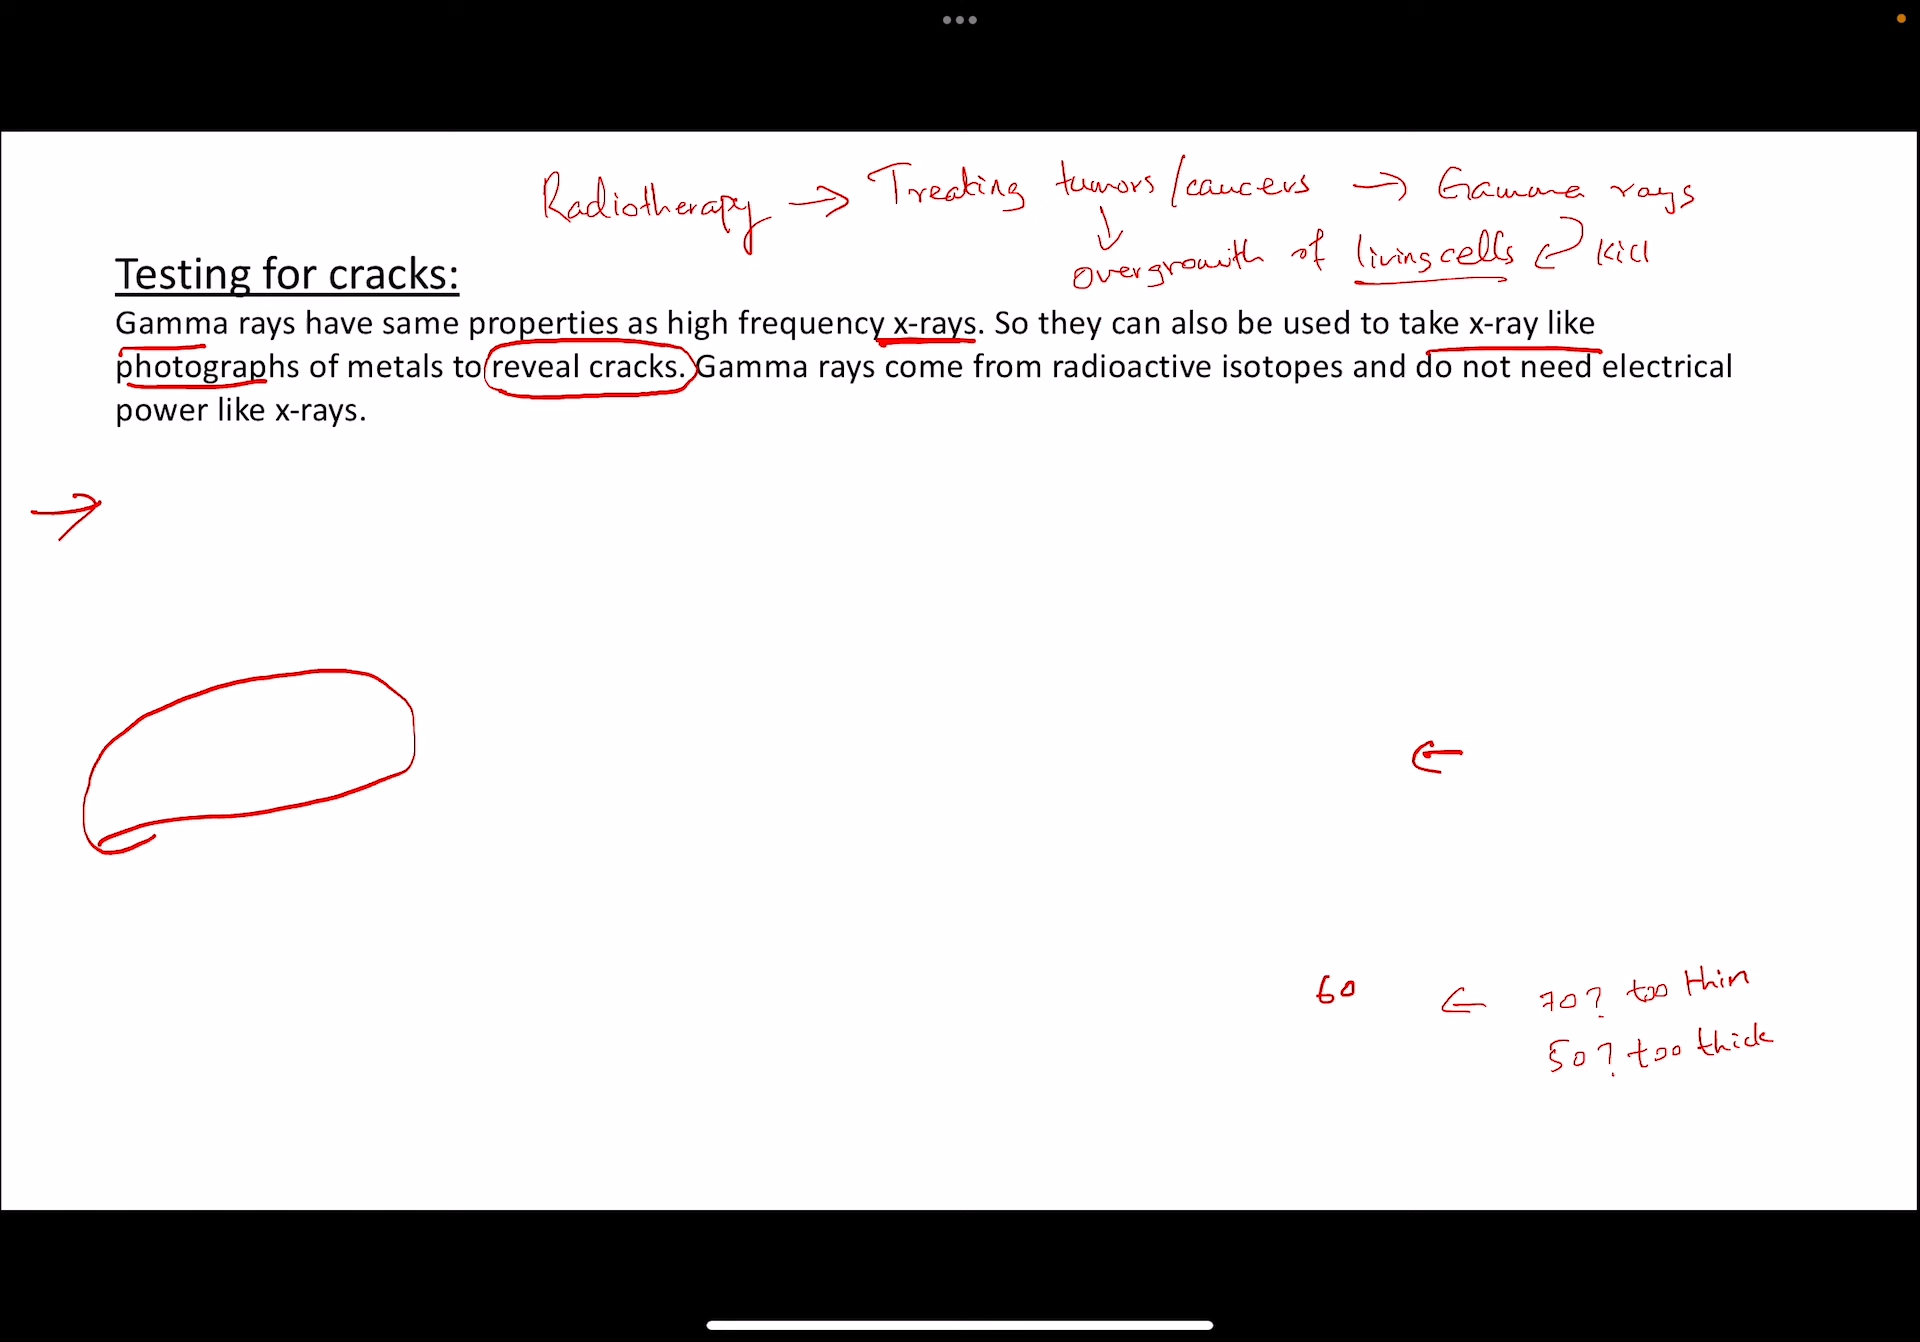 Radiotherapy → Treating tumors/cancers → Gamma rays
↓
overgrowth of living cells ← kill
Testing for cracks:
Gamma rays have same properties as high frequency x-rays. So they can also be used to take x-ray like
photographs of metals to reveal cracks. Gamma rays come from radioactive isotopes and do not need electrical
power like x-rays.
→
←
60 ← 70? too thin
50? too thick